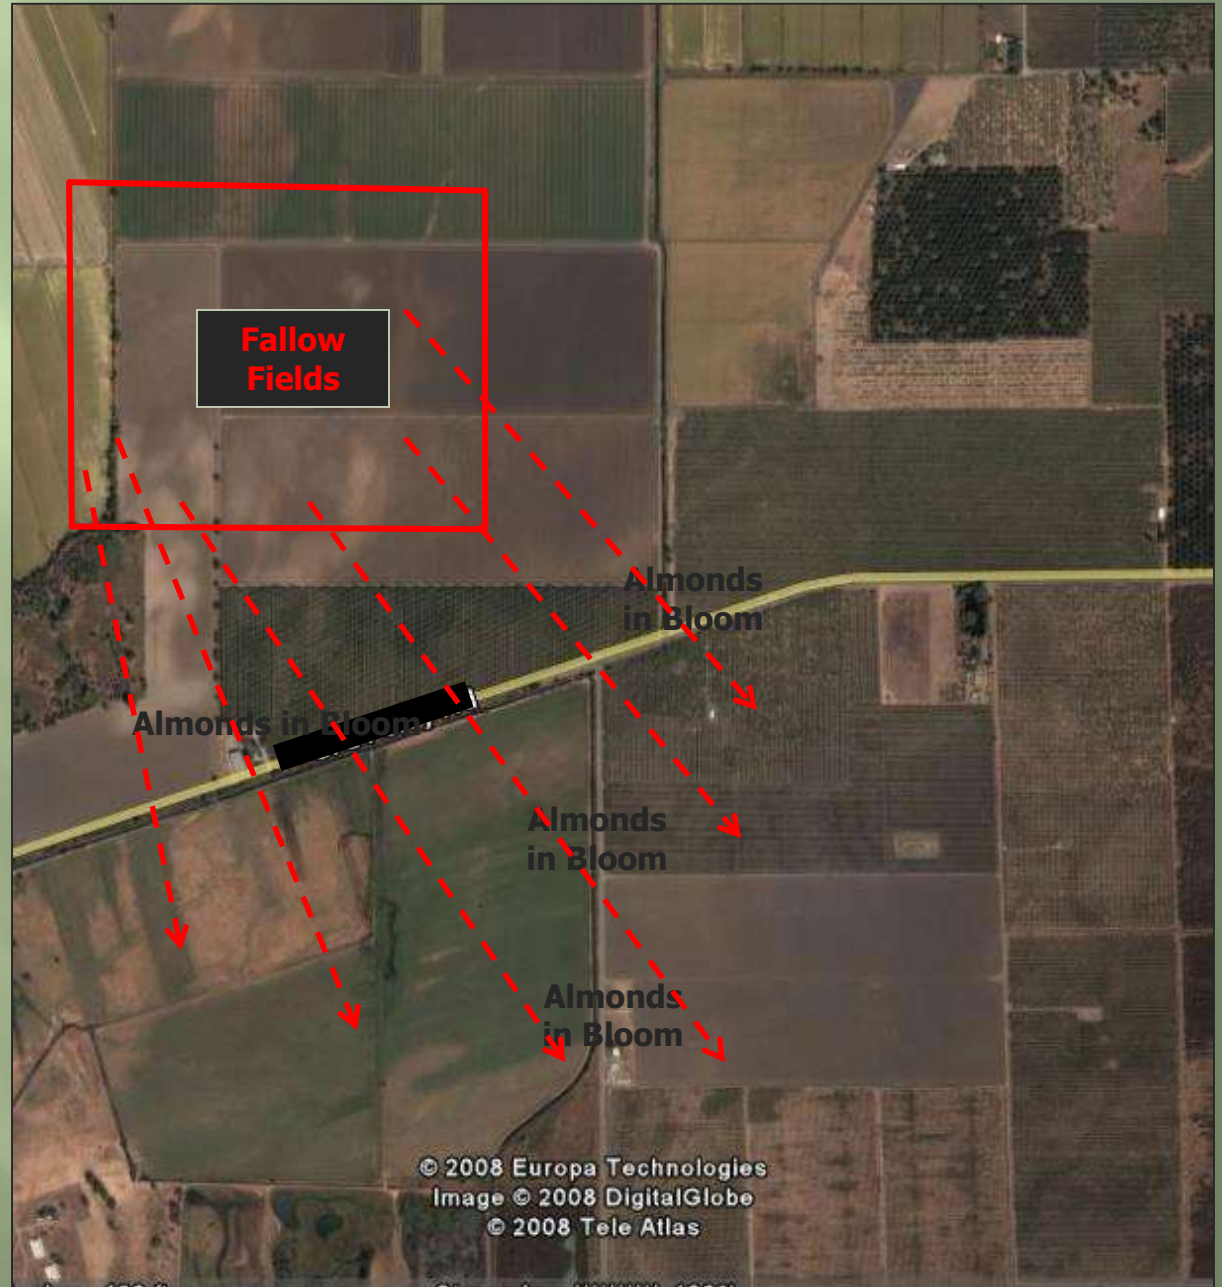 Fallow
Fields
Almonds
in Bloom
Almonds in Bloom
Almonds
in Bloom
Almonds
in Bloom
© 2008 Europa Technologies
Image © 2008 DigitalGlobe
© 2008 Tele Atlas